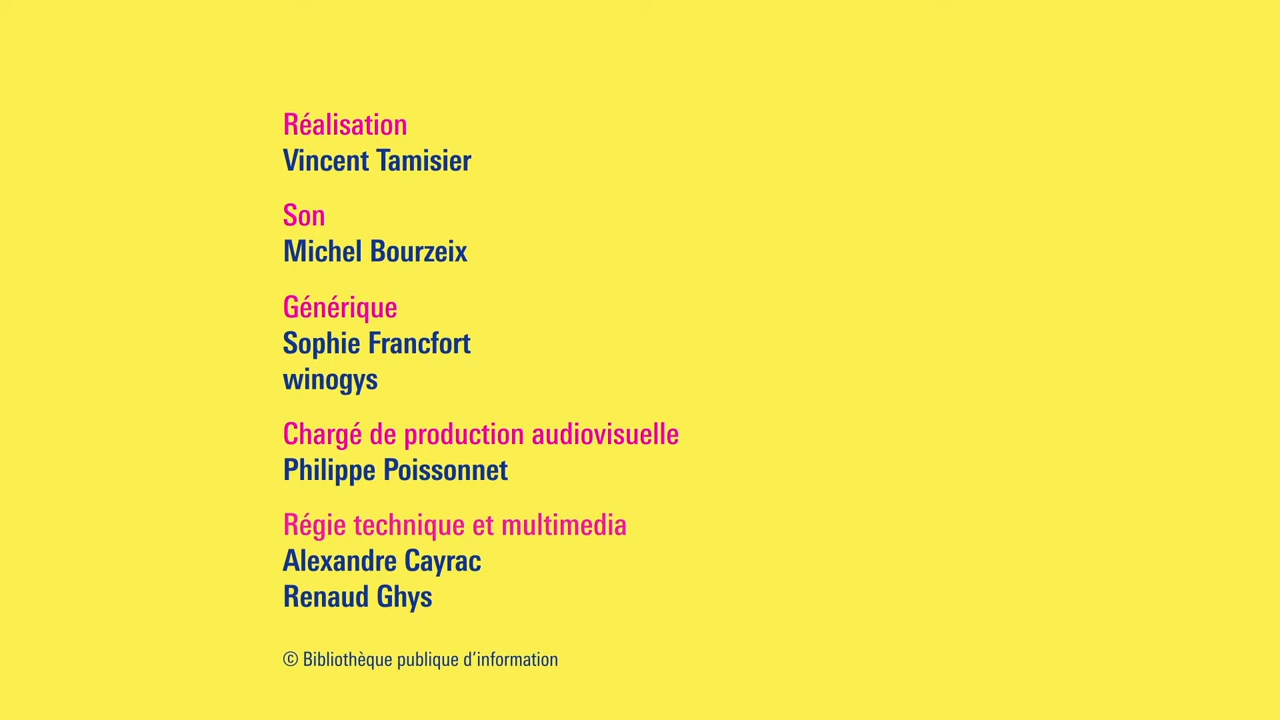 Réalisation
Vincent Tamisier
Son
Michel Bourzeix
Générique
Sophie Francfort
winogys
Chargé de production audiovisuelle
Philippe Poissonnet
Régie technique et multimedia
Alexandre Cayrac
Renaud Ghys
© Bibliothèque publique d’information